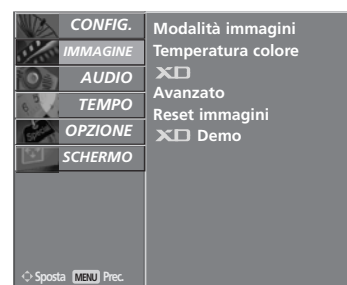 CONFIG.
IMMAGINE
AUDIO
TEMPO
OPZIONE
SCHERMO
Modalità immagini
Temperatura colore
XD
Avanzato
Reset immagini
XD Demo
Sposta MENU Prec.